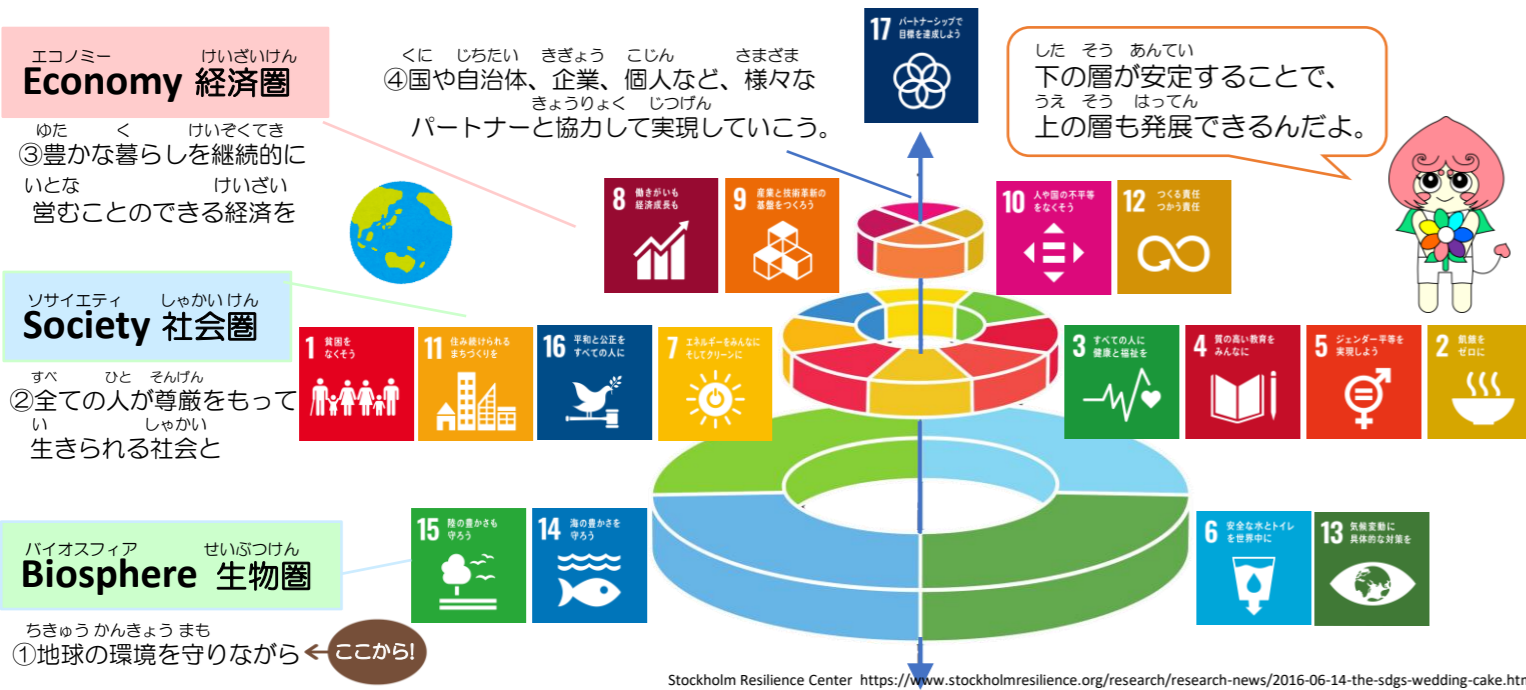 エコノミー けいざいけん
Economy 経済圏
ゆた く けいぞくてき
③豊かな暮らしを継続的に
いとな けいざい
営むことのできる経済を
くに じちたい きぎょう こじん さまざま
④国や自治体、企業、個人など、様々な
きょうりょく じつげん
パートナーと協力して実現していこう。
17 パートナーシップで
目標を達成しよう
した そう あんてい
下の層が安定することで、
うえ そう はってん
上の層も発展できるんだよ。
8 働きがいも
経済成長も
9 産業と技術革新の
基盤をつくろう
10 人や国の不平等
をなくそう
12 つくる責任
つかう責任
ソサイエティ しゃかいけん
Society 社会圏
すべ ひと そんげん
②全ての人が尊厳をもって
い しゃかい
生きられる社会と
1 貧困を
なくそう
11 住み続けられる
まちづくりを
16 平和と公正を
すべての人に
7 エネルギーをみんなに
そしてクリーンに
3 すべての人に
健康と福祉を
4 質の高い教育を
みんなに
5 ジェンダー平等を
実現しよう
2 飢餓を
ゼロに
バイオスフィア せいぶつけん
Biosphere 生物圏
ちきゅう かんきょう まも
①地球の環境を守りながら
ここから!
15 陸の豊かさも
守ろう
14 海の豊かさを
守ろう
6 安全な水とトイレ
を世界中に
13 気候変動に
具体的な対策を
Stockholm Resilience Center https://www.stockholmresilience.org/research/research-news/2016-06-14-the-sdgs-wedding-cake.htm